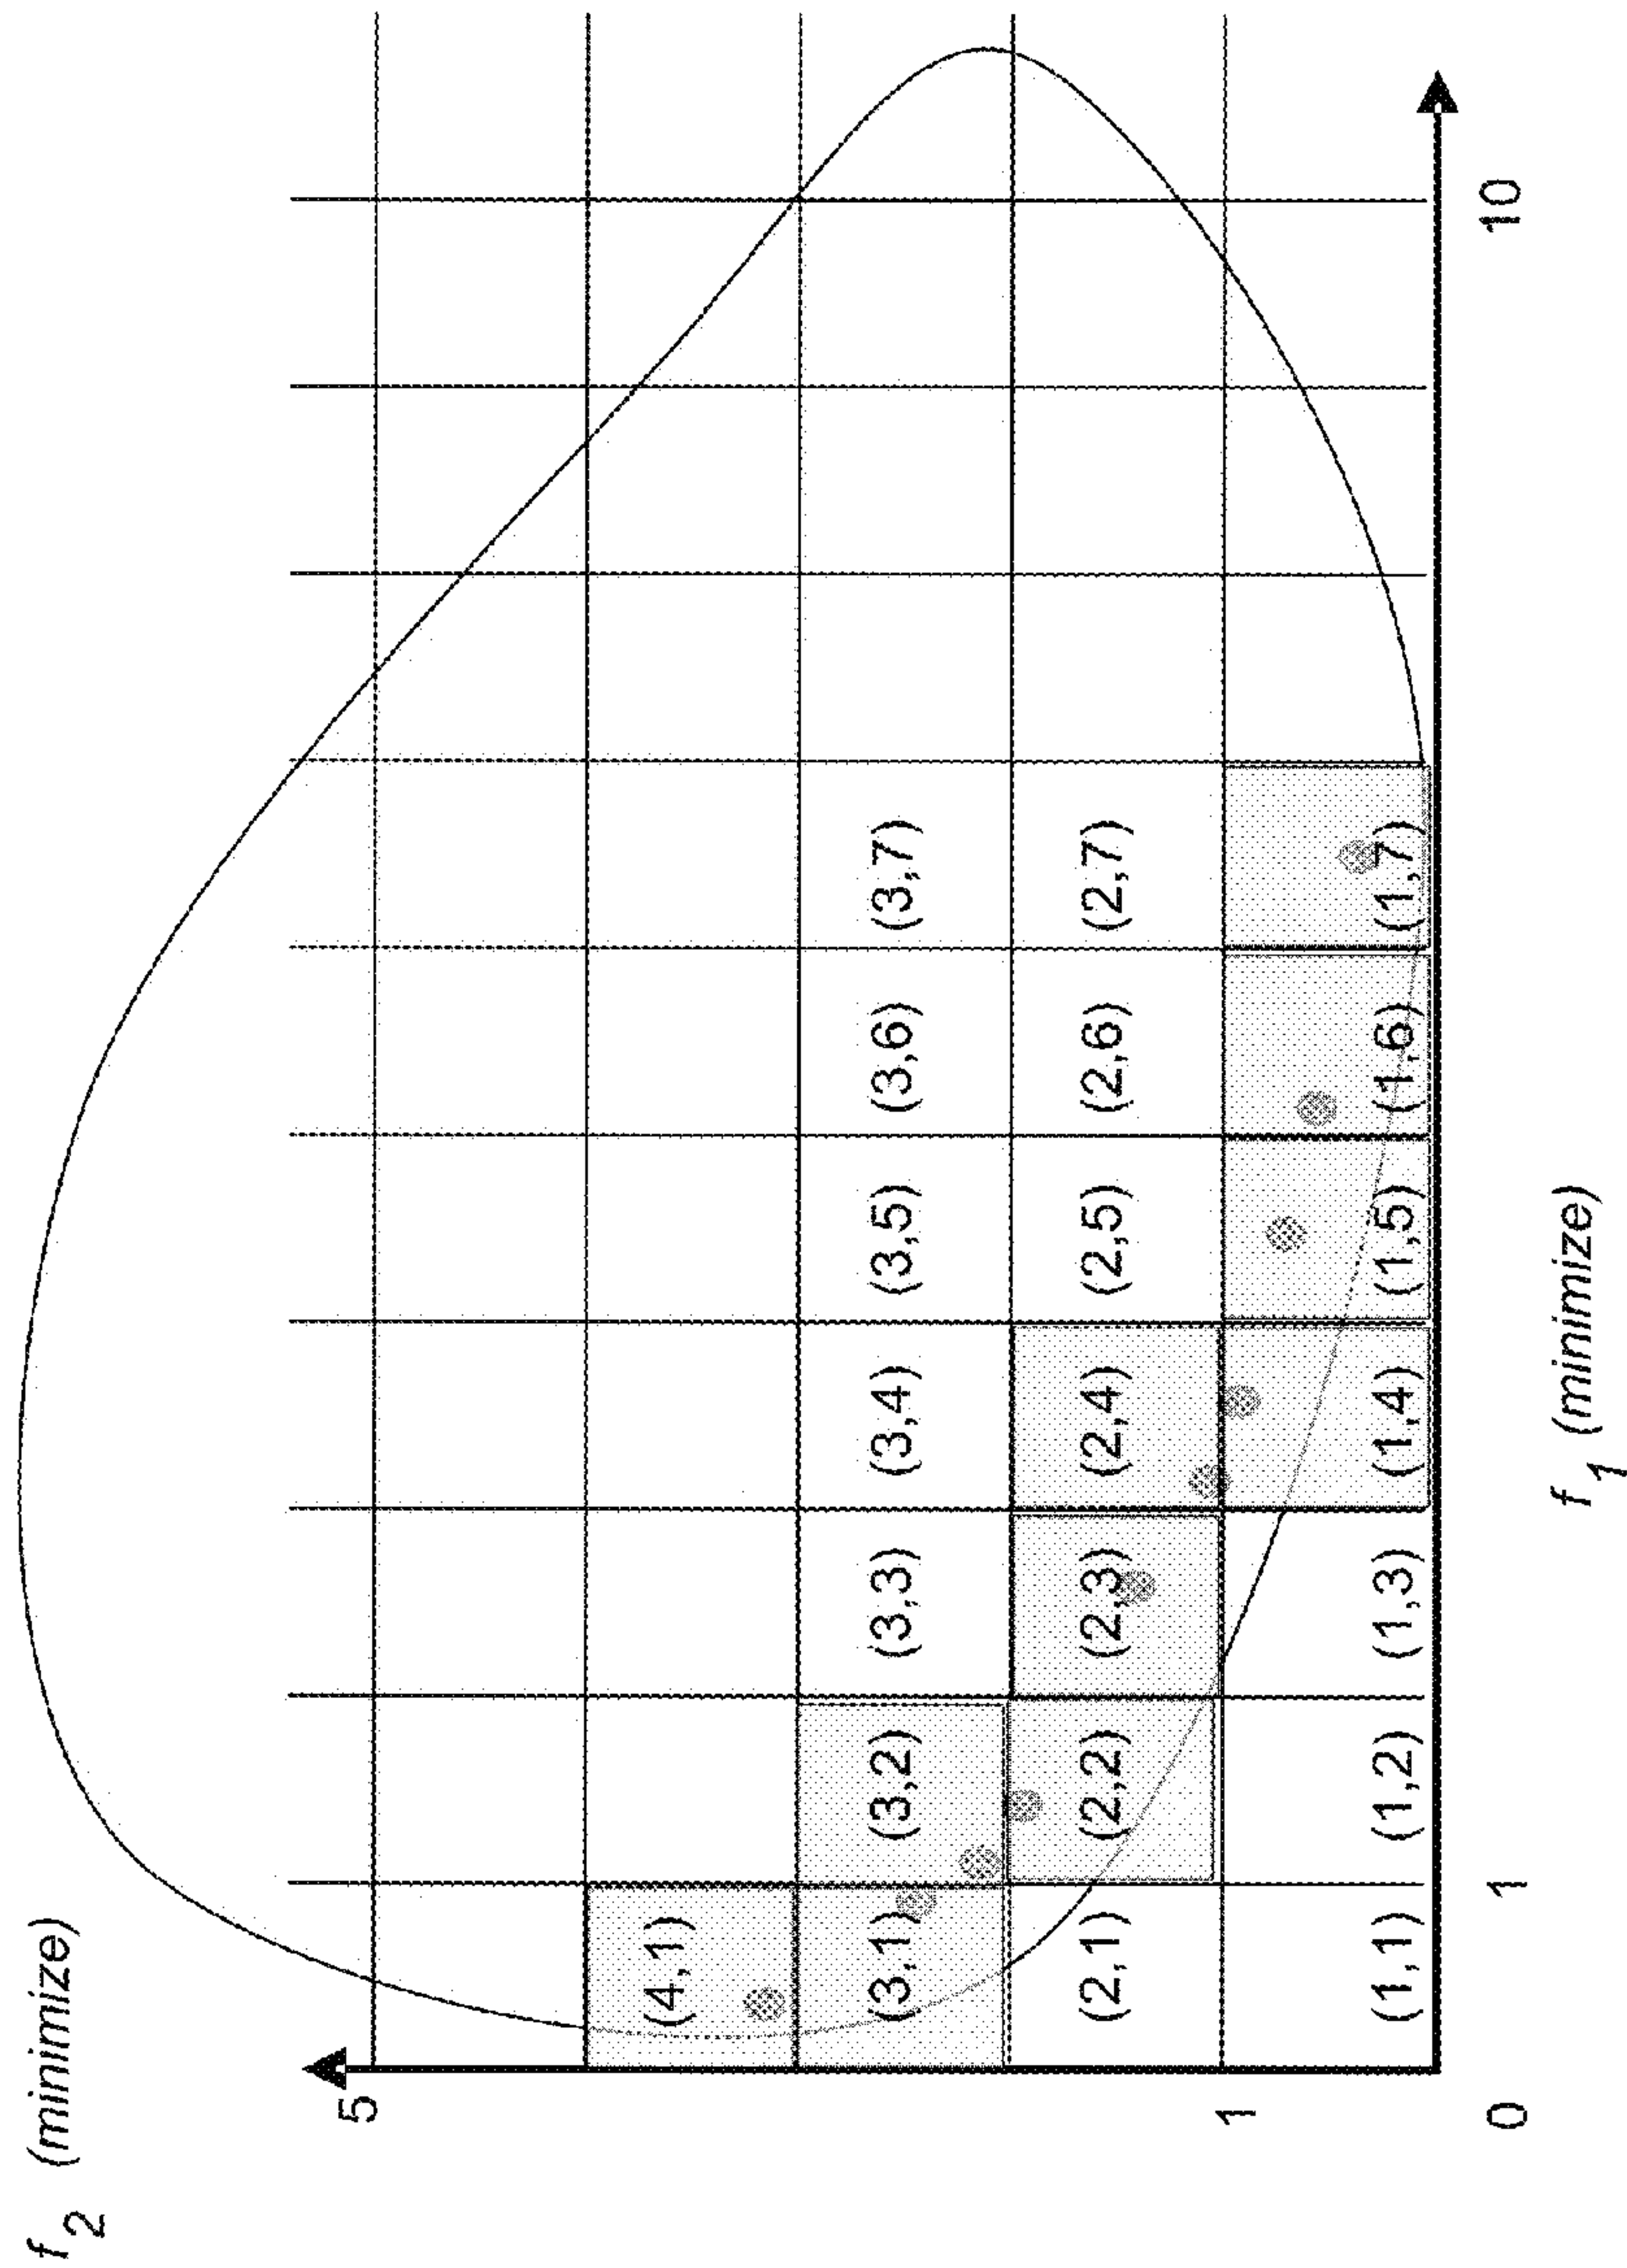 f2 (minimize)
5
(4,1)
(3,1) (3,2) (3,3) (3,4) (3,5) (3,6) (3,7)
(2,1) (2,2) (2,3) (2,4) (2,5) (2,6) (2,7)
1
(1,1) (1,2) (1,3) (1,4) (1,5) (1,6) (1,7)
0 1 10
f1 (minimize)